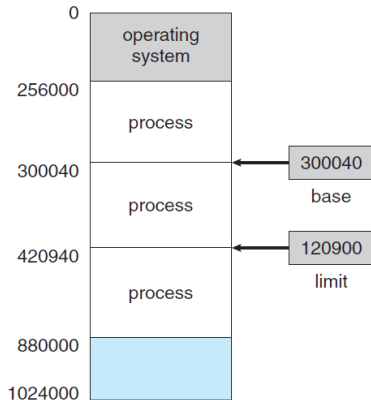 0
operating
system
256000
process
300040
300040
base
process
420940
120900
limit
process
880000
1024000